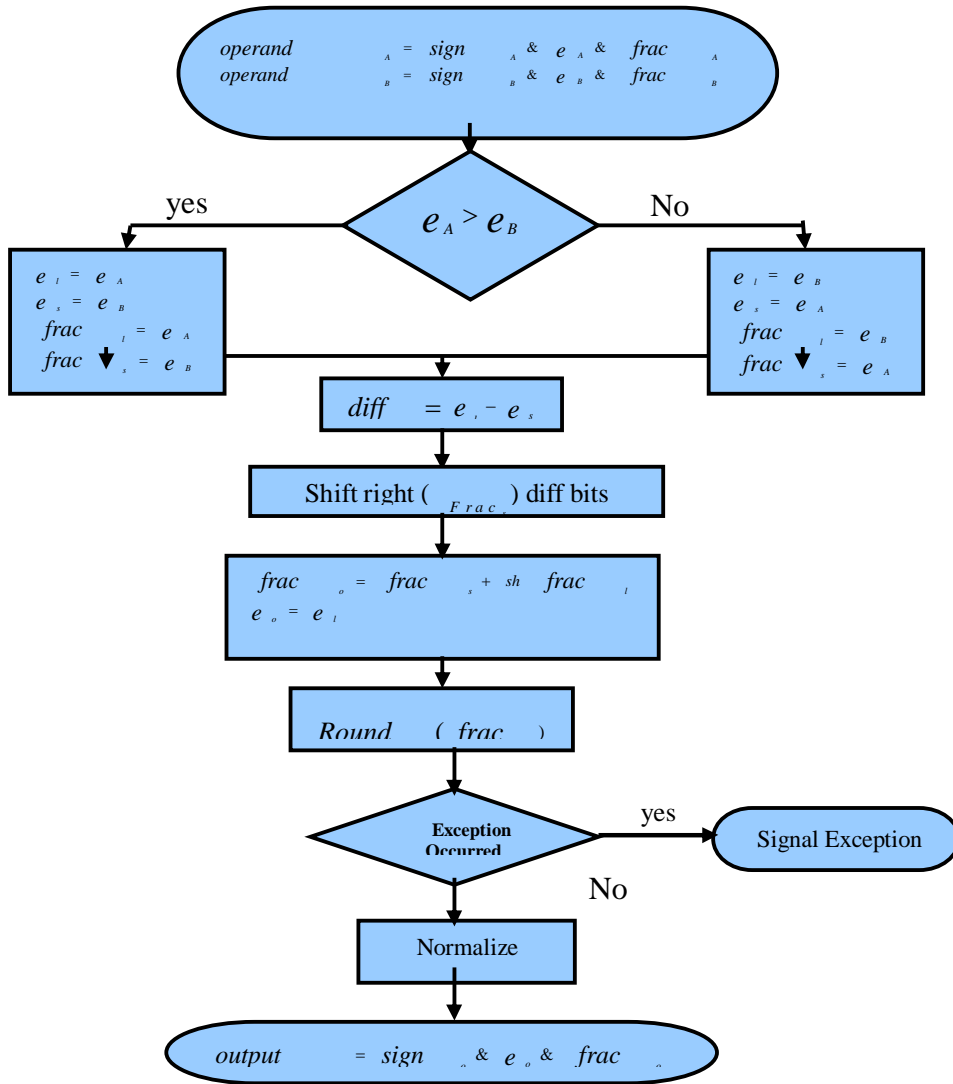 operand A = sign A & e A & frac A
operand B = sign B & e B & frac B
e A > e B
yes
No
e l = e A
e s = e B
frac l = e A
frac s = e B
e l = e B
e s = e A
frac l = e B
frac s = e A
diff = e l - e s
Shift right ( Frac s ) diff bits
frac o = frac s + sh frac l
e o = e l
Round ( frac )
Exception
Occurred
yes
Signal Exception
No
Normalize
output = sign o & e o & frac o